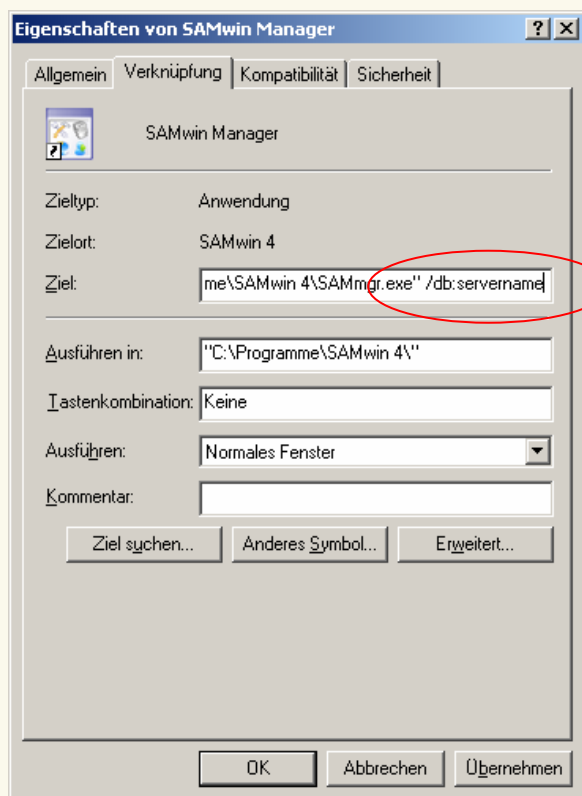 Eigenschaften von SAMwin Manager
Allgemein Verknüpfung Kompatibilität Sicherheit
SAMwin Manager
Zieltyp: Anwendung
Zielort: SAMwin 4
Ziel: me\SAMwin 4\SAMmgr.exe" /db:servername
Ausführen in: "C:\Programme\SAMwin 4\"
Tastenkombination: Keine
Ausführen: Normales Fenster
Kommentar:
Ziel suchen... Anderes Symbol... Erweitert...
OK Abbrechen Übernehmen